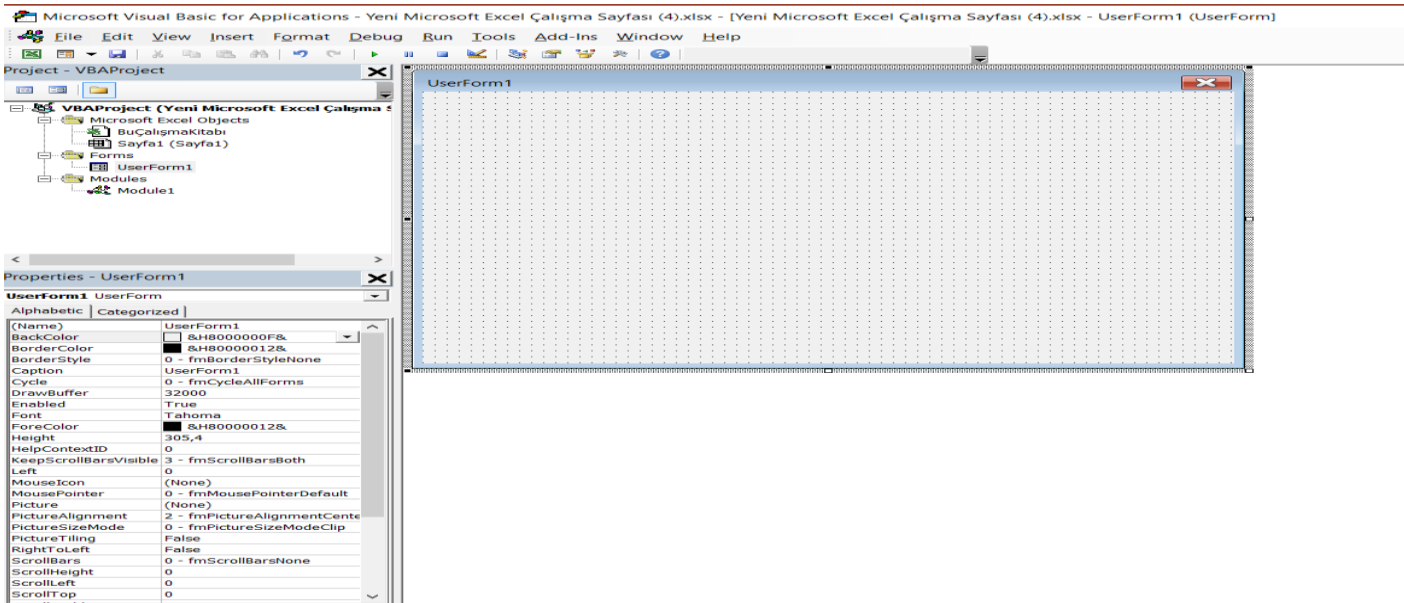 Microsoft Visual Basic for Applications - Yeni Microsoft Excel Çalışma Sayfası (4).xlsx - [Yeni Microsoft Excel Çalışma Sayfası (4).xlsx - UserForm1 (UserForm)]
File Edit View Insert Format Debug Run Tools Add-Ins Window Help
Project - VBAProject
VBAProject (Yeni Microsoft Excel Çalışma
Microsoft Excel Objects
BuÇalışmaKitabı
Sayfa1 (Sayfa1)
Forms
UserForm1
Modules
Module1
Properties - UserForm1
UserForm1 UserForm
Alphabetic Categorized
(Name) UserForm1
BackColor &H8000000F&
BorderColor &H80000012&
BorderStyle 0 - fmBorderStyleNone
Caption UserForm1
Cycle 0 - fmCycleAllForms
DrawBuffer 32000
Enabled True
Font Tahoma
ForeColor &H80000012&
Height 305,4
HelpContextID 0
KeepScrollBarsVisible 3 - fmScrollBarsBoth
Left 0
MouseIcon (None)
MousePointer 0 - fmMousePointerDefault
Picture (None)
PictureAlignment 2 - fmPictureAlignmentCente
PictureSizeMode 0 - fmPictureSizeModeClip
PictureTiling False
RightToLeft False
ScrollBars 0 - fmScrollBarsNone
ScrollHeight 0
ScrollLeft 0
ScrollTop 0
UserForm1